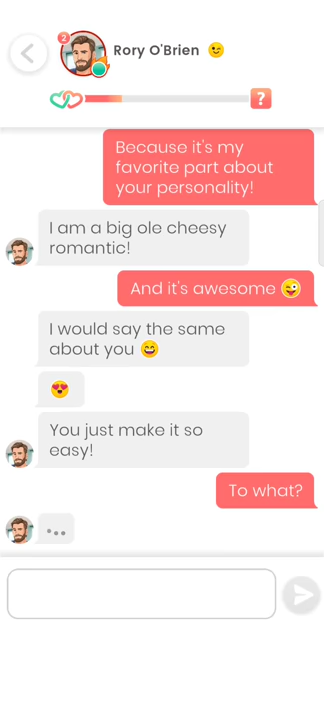 2
Rory O'Brien 😉
?
Because it's my
favorite part about
your personality!
I am a big ole cheesy
romantic!
And it's awesome 😜
I would say the same
about you 😄
😍
You just make it so
easy!
To what?
...